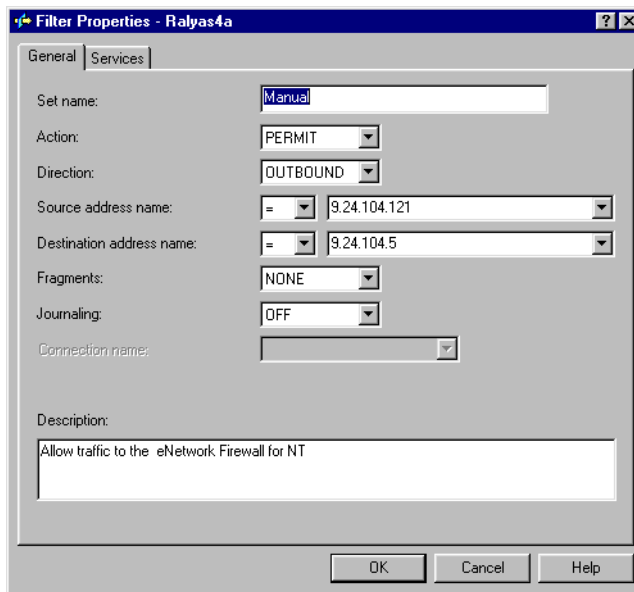 Filter Properties - Ralyas4a
General Services
Set name: Manual
Action: PERMIT
Direction: OUTBOUND
Source address name: = 9.24.104.121
Destination address name: = 9.24.104.5
Fragments: NONE
Journaling: OFF
Connection name:
Description:
Allow traffic to the  eNetwork Firewall for NT
OK Cancel Help